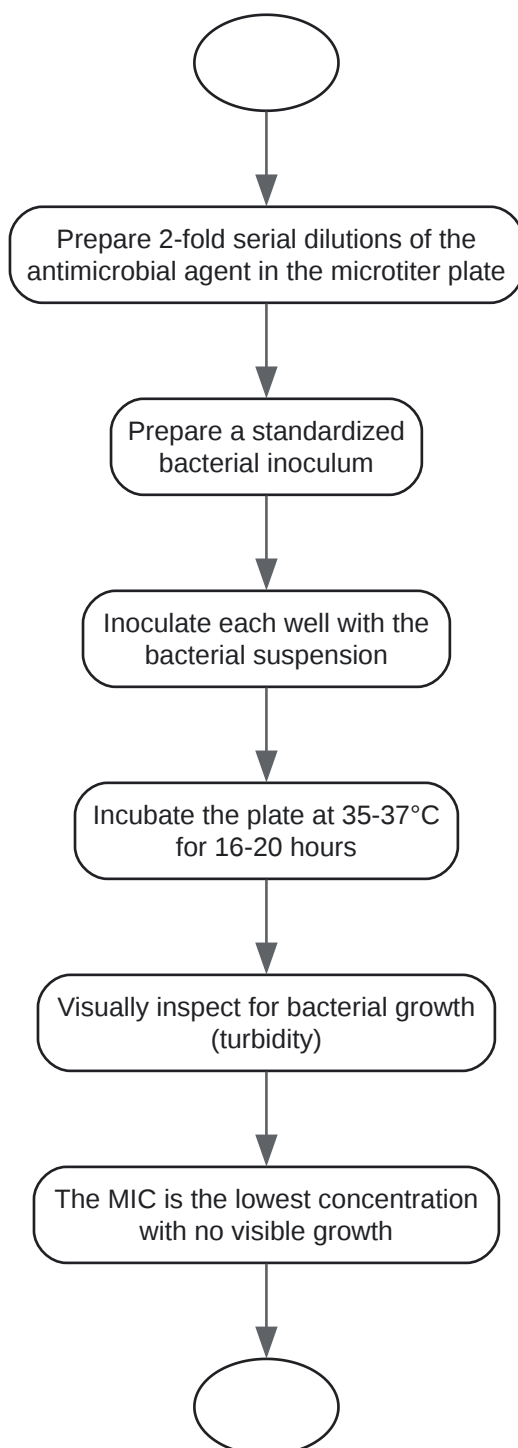 Prepare 2-fold serial dilutions of the
antimicrobial agent in the microtiter plate
Prepare a standardized
bacterial inoculum
Inoculate each well with the
bacterial suspension
Incubate the plate at 35-37°C
for 16-20 hours
Visually inspect for bacterial growth
(turbidity)
The MIC is the lowest concentration
with no visible growth